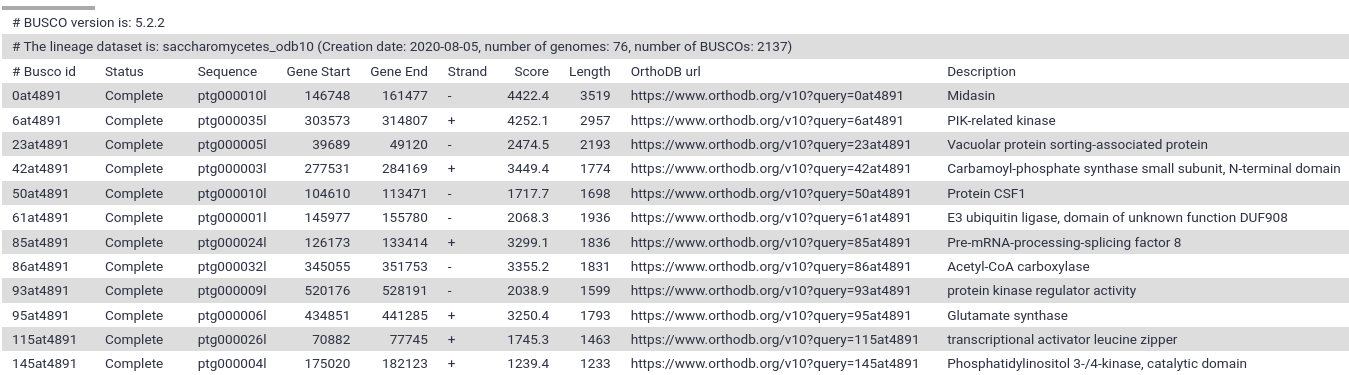 # BUSCO version is: 5.2.2
# The lineage dataset is: saccharomycetes_odb10 (Creation date: 2020-08-05, number of genomes: 76, number of BUSCOs: 2137)
# Busco id Status Sequence Gene Start Gene End Strand Score Length OrthoDB url Description
0at4891 Complete ptg000010l 146748 161477 - 4422.4 3519 https://www.orthodb.org/v10?query=0at4891 Midasin
6at4891 Complete ptg000035l 303573 314807 + 4252.1 2957 https://www.orthodb.org/v10?query=6at4891 PIK-related kinase
23at4891 Complete ptg000005l 39689 49120 - 2474.5 2193 https://www.orthodb.org/v10?query=23at4891 Vacuolar protein sorting-associated protein
42at4891 Complete ptg000003l 277531 284169 + 3449.4 1774 https://www.orthodb.org/v10?query=42at4891 Carbamoyl-phosphate synthase small subunit, N-terminal domain
50at4891 Complete ptg000010l 104610 113471 - 1717.7 1698 https://www.orthodb.org/v10?query=50at4891 Protein CSF1
61at4891 Complete ptg000001l 145977 155780 - 2068.3 1936 https://www.orthodb.org/v10?query=61at4891 E3 ubiquitin ligase, domain of unknown function DUF908
85at4891 Complete ptg000024l 126173 133414 + 3299.1 1836 https://www.orthodb.org/v10?query=85at4891 Pre-mRNA-processing-splicing factor 8
86at4891 Complete ptg000032l 345055 351753 - 3355.2 1831 https://www.orthodb.org/v10?query=86at4891 Acetyl-CoA carboxylase
93at4891 Complete ptg000009l 520176 528191 - 2038.9 1599 https://www.orthodb.org/v10?query=93at4891 protein kinase regulator activity
95at4891 Complete ptg000006l 434851 441285 + 3250.4 1793 https://www.orthodb.org/v10?query=95at4891 Glutamate synthase
115at4891 Complete ptg000026l 70882 77745 + 1745.3 1463 https://www.orthodb.org/v10?query=115at4891 transcriptional activator leucine zipper
145at4891 Complete ptg000004l 175020 182123 + 1239.4 1233 https://www.orthodb.org/v10?query=145at4891 Phosphatidylinositol 3-/4-kinase, catalytic domain